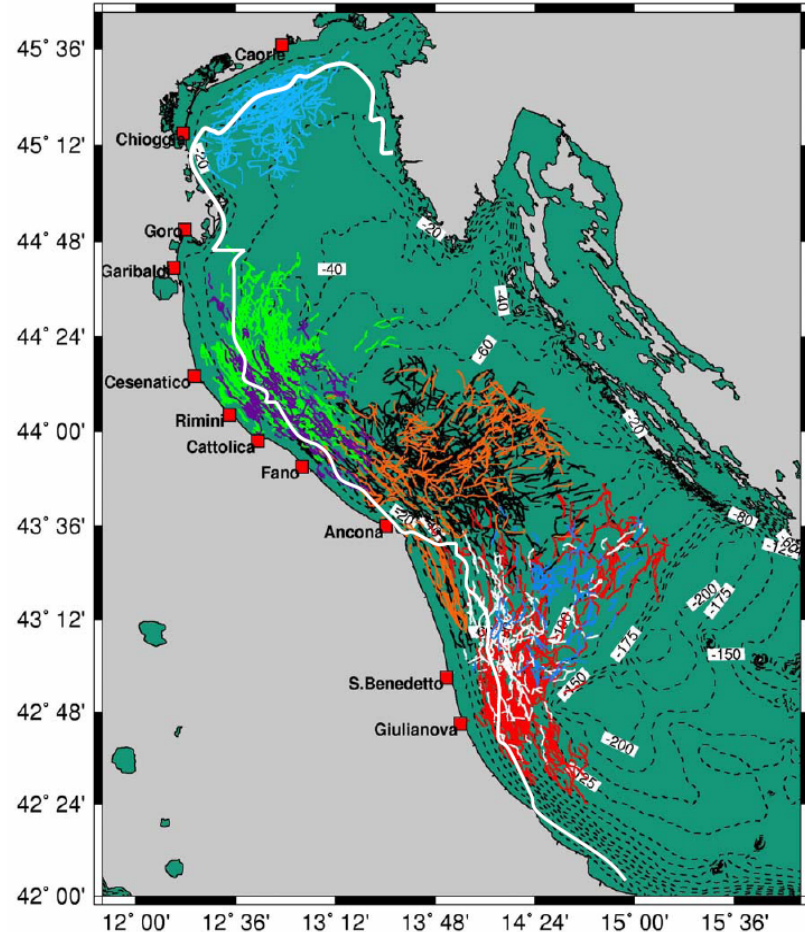 45° 36'
Caorle
45° 12'
Chioggia
-20
44° 48'
Goro
-20
Garibaldi
-40
-40
44° 24'
-60
Cesenatico
44° 00'
Rimini
-20
Cattolica
Fano
43° 36'
Ancona
-20
-80
43° 12'
-200
-175
-100
-175
-150
S.Benedetto
-150
42° 48'
Giulianova
-200
42° 24'
42° 00'
12° 00' 12° 36' 13° 12' 13° 48' 14° 24' 15° 00' 15° 36'